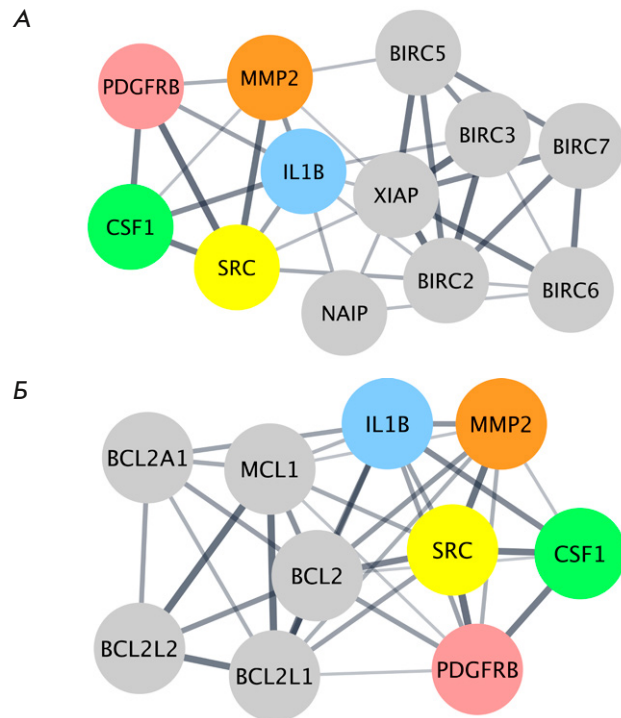 А
BIRC5
PDGFRB
MMP2
BIRC3
BIRC7
IL1B
XIAP
CSF1
SRC
BIRC2
BIRC6
NAIP
Б
IL1B
MMP2
BCL2A1
MCL1
SRC
CSF1
BCL2
BCL2L2
BCL2L1
PDGFRB